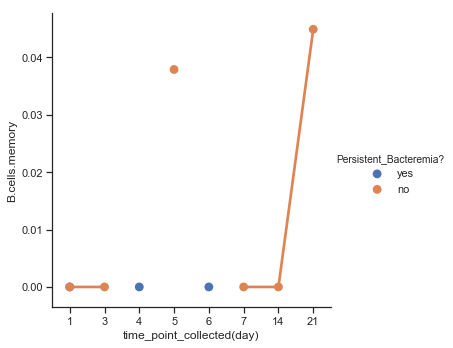 0.04
0.03
0.02
0.01
0.00
B.cells.memory
1 3 4 5 6 7 14 21
time_point_collected(day)
Persistent_Bacteremia?
yes
no